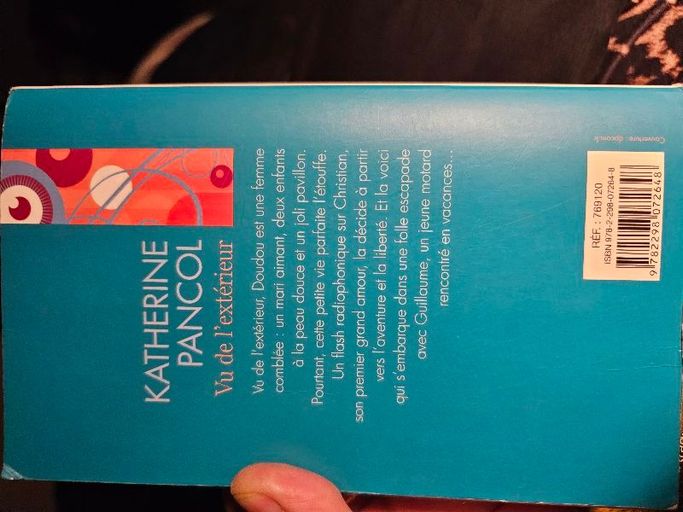 KATHERINE
PANCOL
Vu de l'extérieur
Vu de l'extérieur, Doudou est une femme
comblée : un mari aimant, deux enfants
à la peau douce et un joli pavillon.
Pourtant, cette petite vie parfaite l'étouffe.
Un flash radiophonique sur Christian,
son premier grand amour, la décide à partir
vers l'aventure et la liberté. Et la voici
qui s'embarque dans une folle escapade
avec Guillaume, un jeune motard
rencontré en vacances...
RÉF. : 769120
ISBN 978-2-298-07264-8
9 782298 072648
Couverture : dpcom.fr